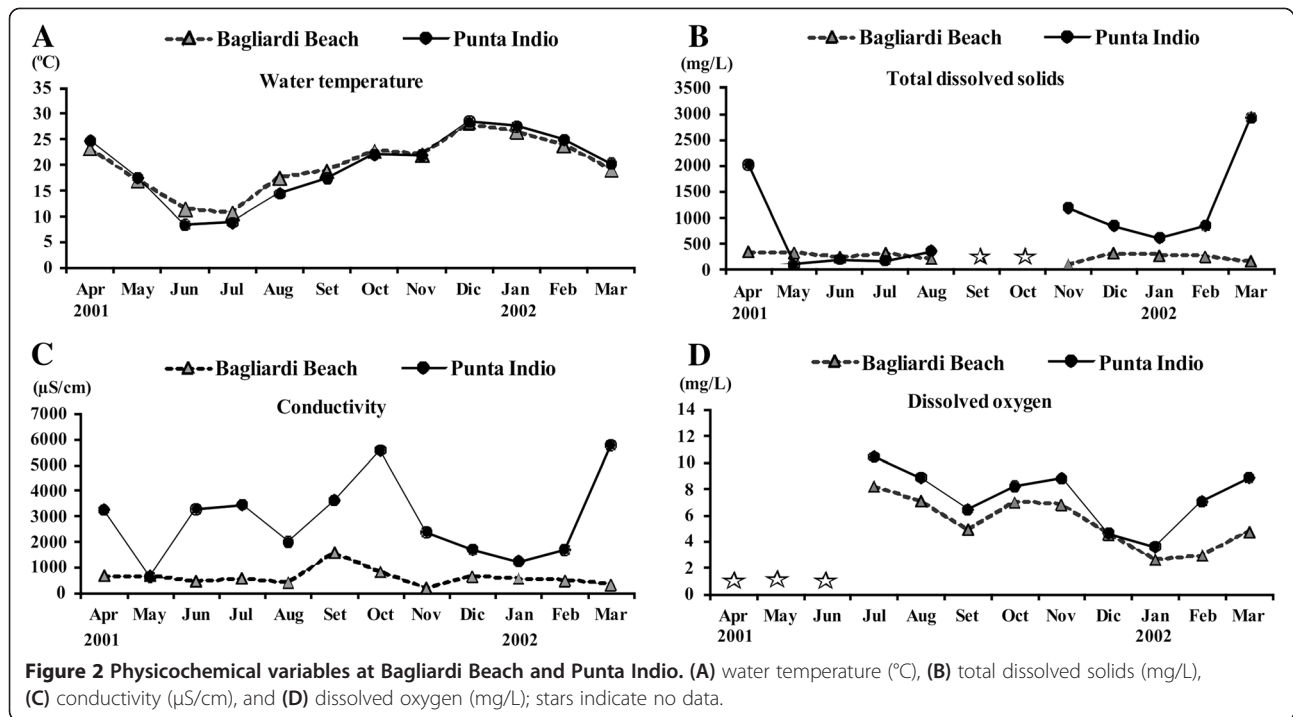 A
Bagliardi Beach Punta Indio
(ºC)
Water temperature
35
30
25
20
15
10
5
0
Apr May Jun Jul Aug Set Oct Nov Dic Jan Feb Mar
2001 2002
B
Bagliardi Beach Punta Indio
(mg/L)
Total dissolved solids
3500
3000
2500
2000
1500
1000
500
0
Apr May Jun Jul Aug Set Oct Nov Dic Jan Feb Mar
2001 2002
C
Bagliardi Beach Punta Indio
(µS/cm)
Conductivity
7000
6000
5000
4000
3000
2000
1000
0
Apr May Jun Jul Aug Set Oct Nov Dic Jan Feb Mar
2001 2002
D
Bagliardi Beach Punta Indio
(mg/L)
Dissolved oxygen
14
12
10
8
6
4
2
0
Apr May Jun Jul Aug Set Oct Nov Dic Jan Feb Mar
2001 2002
Figure 2 Physicochemical variables at Bagliardi Beach and Punta Indio. (A) water temperature (°C), (B) total dissolved solids (mg/L),
(C) conductivity (µS/cm), and (D) dissolved oxygen (mg/L); stars indicate no data.